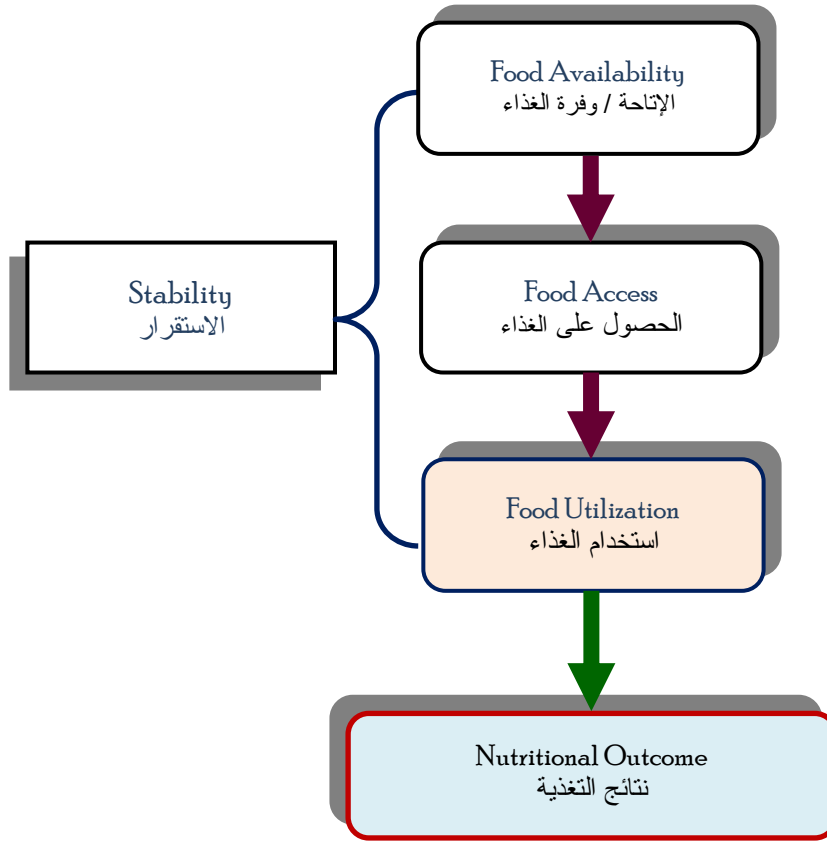 Food Availability
الإتاحة / وفرة الغذاء
Stability
الاستقرار
Food Access
الحصول على الغذاء
Food Utilization
استخدام الغذاء
Nutritional Outcome
نتائج التغذية